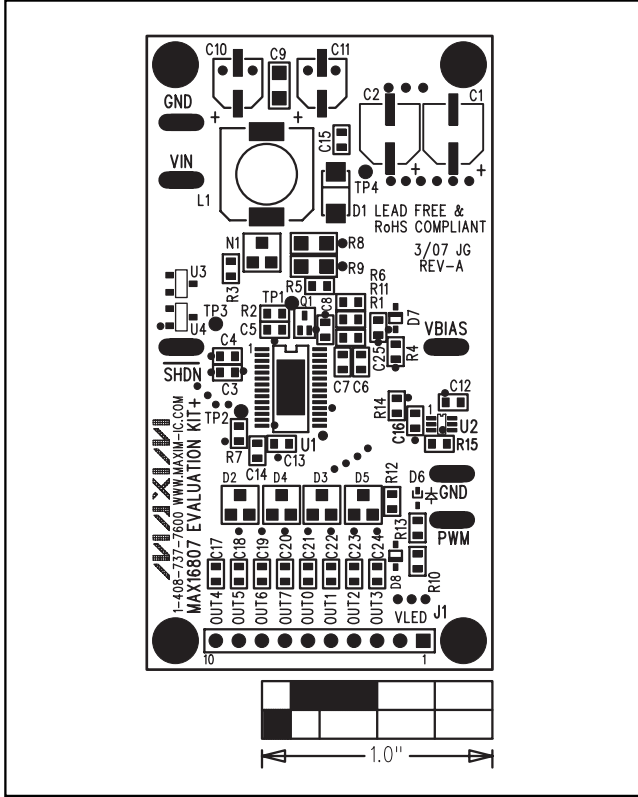 C10 C9 C11
GND
C2 C1
VIN
C15
L1
TP4
D1
LEAD FREE &
RoHS COMPLIANT
3/07 JG
REV-A
N1
R8
R9
R3
U3
R5
R6
R11
R1
TP1
Q1
C8
D7
R2
C5
TP3
U4
VBIAS
C4
C3
SHDN
1
C7 C6
C25
R4
TP2
R7
C14
C13
U1
R14
C16
1
C12
U2
R15
GND
PWM
MAXIM
1-408-737-7600 WWW.MAXIM-IC.COM
MAX16807 EVALUATION KIT+
D2 D4 D3 D5
R12
D6
R13
D8
R10
C17 C18 C19 C20 C21 C22 C23 C24
OUT4 OUT5 OUT6 OUT7 OUT0 OUT1 OUT2 OUT3
VLED
J1
10 1
1.0"